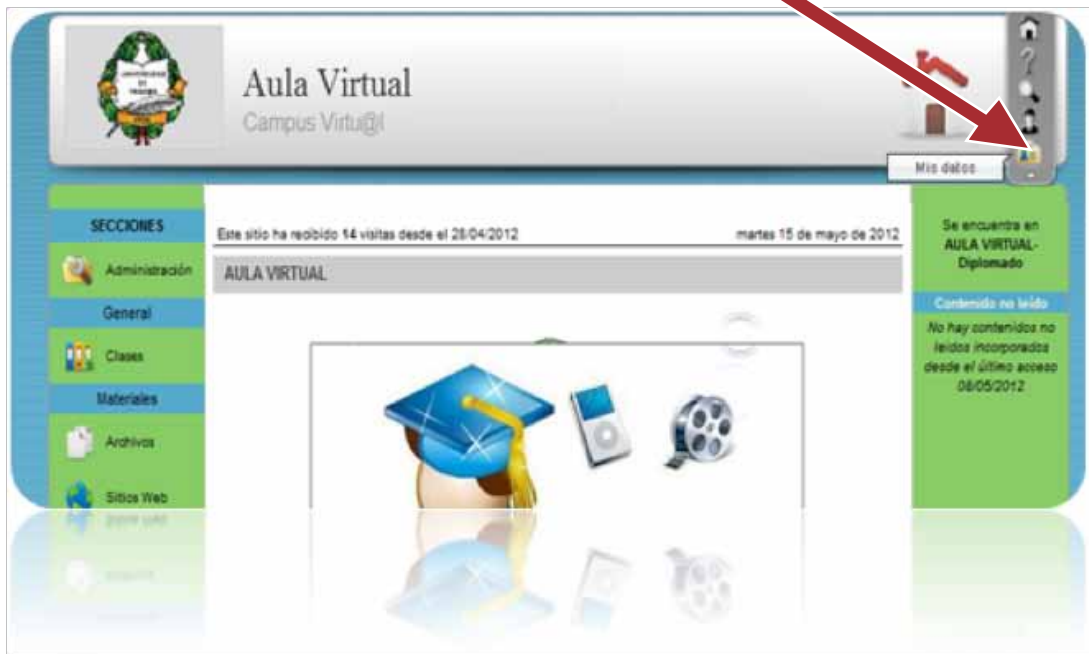 Aula Virtual
Campus Virtu@l
Mis datos
SECCIONES
Administración
General
Clases
Materiales
Archivos
Sitios Web
Este sitio ha recibido 14 visitas desde el 28/04/2012
martes 15 de mayo de 2012
AULA VIRTUAL
Se encuentra en
AULA VIRTUAL-
Diplomado
Contenido no leído
No hay contenidos no
leídos incorporados
desde el último acceso
08/05/2012